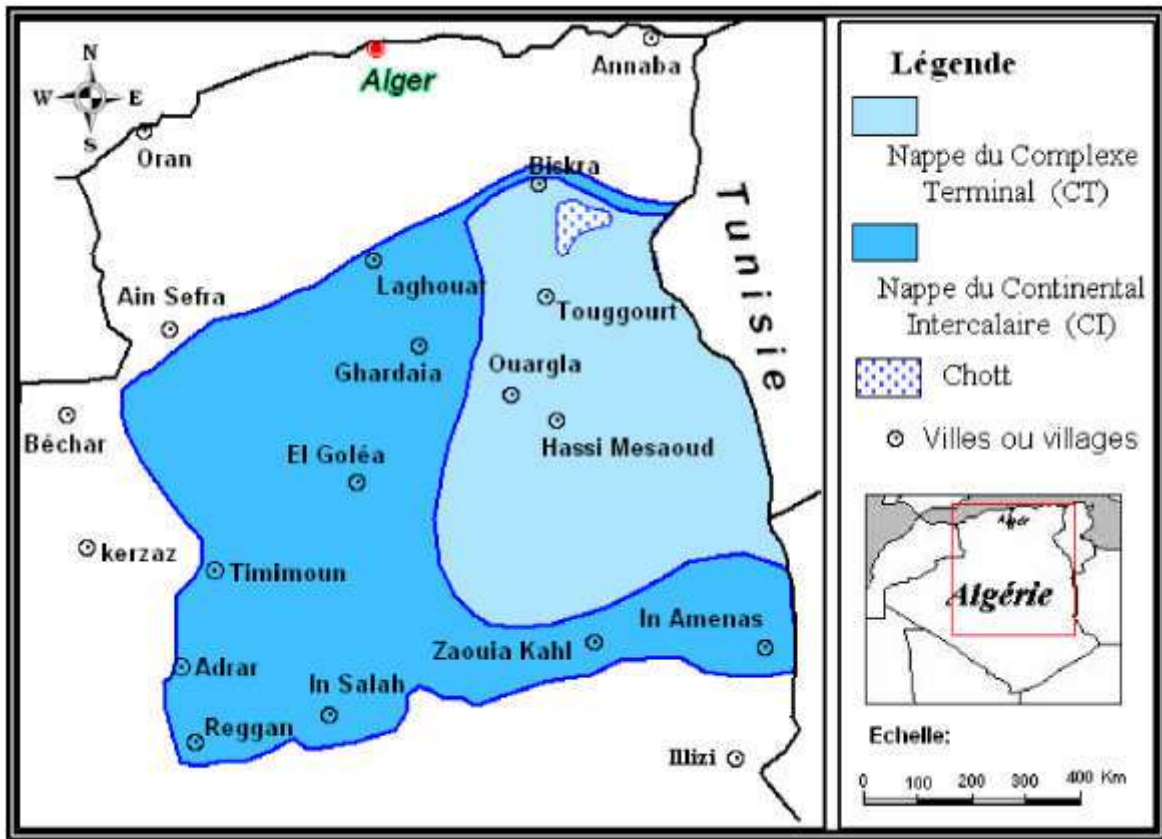 N
W E
S
Alger
Annaba
Oran
Biskra
Tunisie
Laghouat
Ain Sefra
Touggourt
Ghardaia
Ouargla
Béchar
Hassi Mesaoud
El Goléa
kerzaz
Timimoun
In Amenas
Zaouia Kahl
Adrar
In Salah
Reggan
Illizi
Légende
Nappe du Complexe
Terminal (CT)
Nappe du Continental
Intercalaire (CI)
Chott
Villes ou villages
Alger
Algérie
Echelle:
0 100 200 300 400 Km